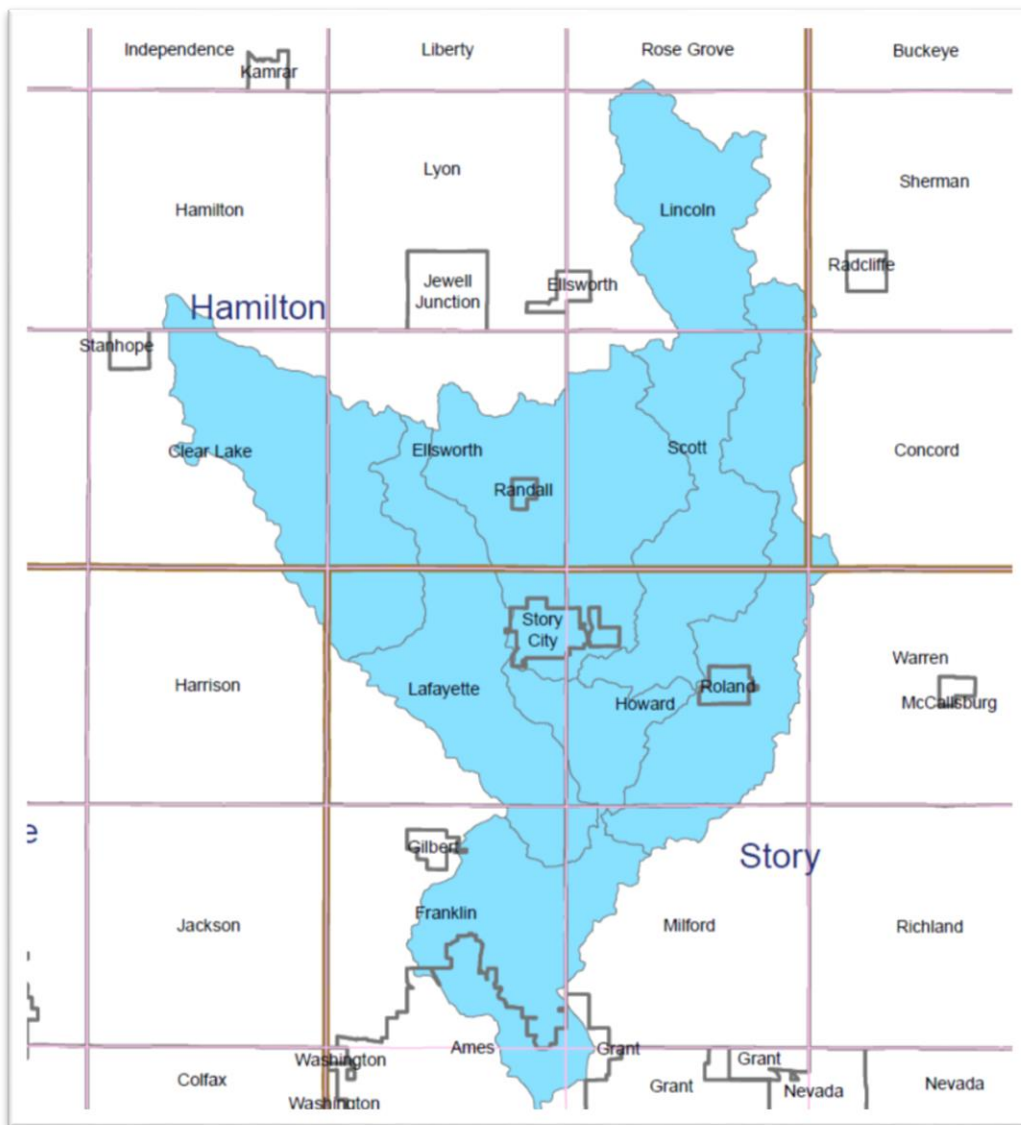 Independence
Liberty
Rose Grove
Buckeye
Kamrar
Lyon
Sherman
Hamilton
Lincoln
Radcliffe
Jewell
Junction
Ellsworth
Hamilton
Stanhope
Clear Lake
Ellsworth
Scott
Concord
Randall
Story
City
Warren
Harrison
Lafayette
Howard
Roland
McCallsburg
e
Gilbert
Story
Franklin
Jackson
Milford
Richland
Ames
Grant
Washington
Grant
Colfax
Grant
Nevada
Nevada
Washington